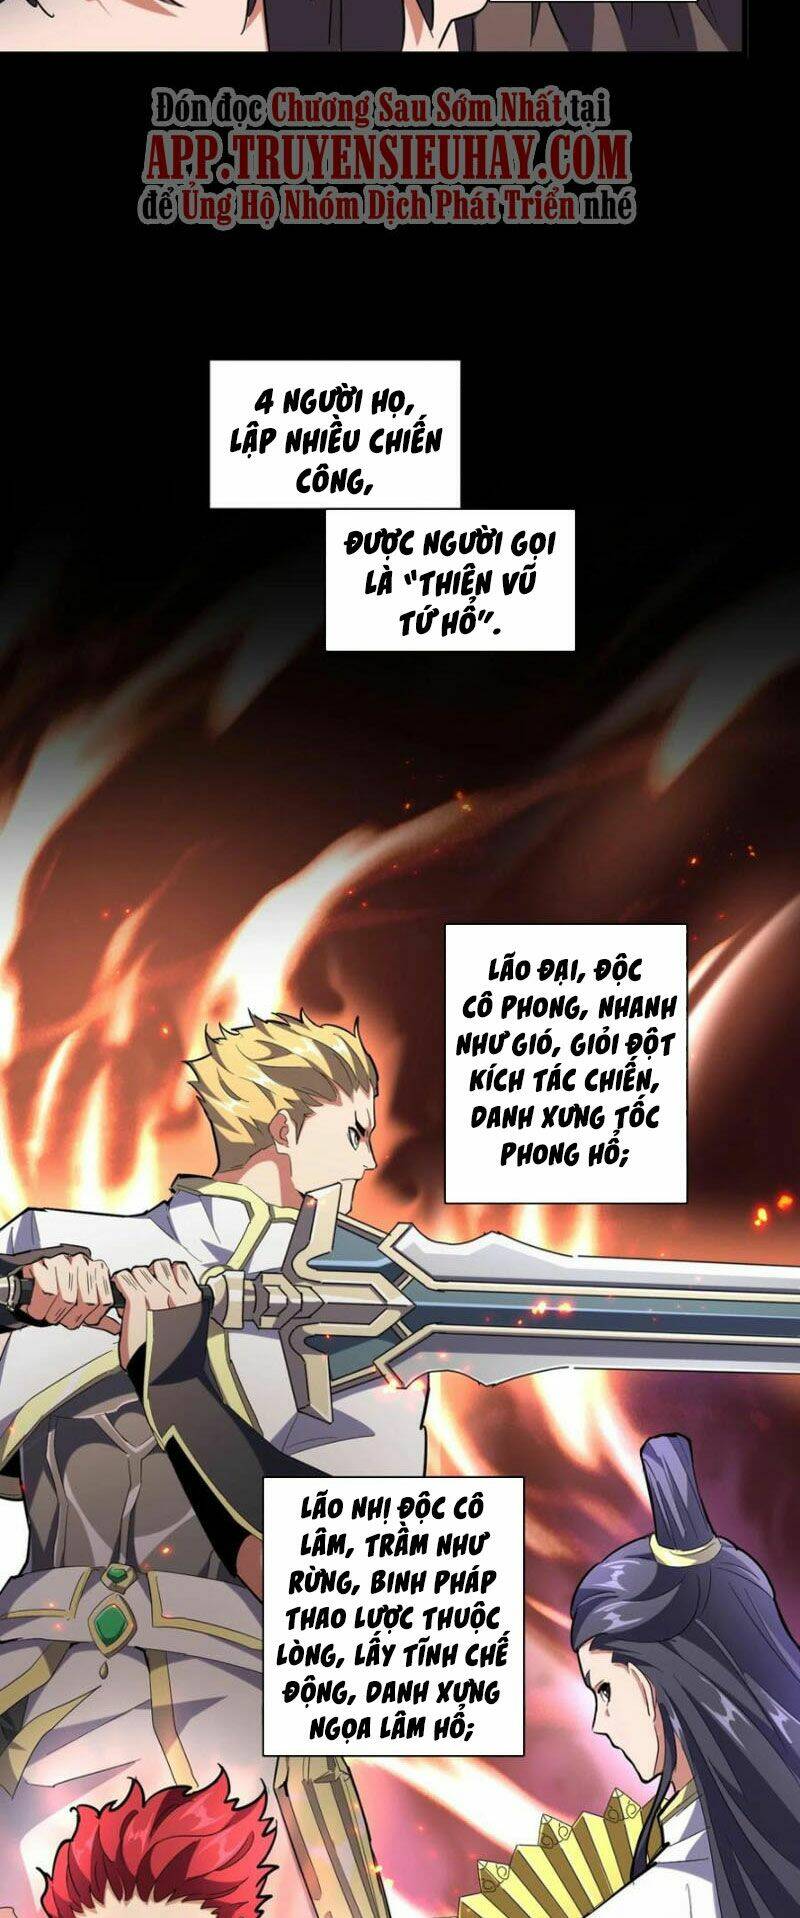 Đón đọc Chương Sau Sớm Nhất tại
APP.TRUYENSIEUHAY.COM
để Ủng Hộ Nhóm Dịch Phát Triển nhé
4 NGƯỜI HỌ,
LẬP NHIỀU CHIẾN
CÔNG,
ĐƯỢC NGƯỜI GỌI
LÀ “THIÊN VŨ
TỨ HỔ”.
LÃO ĐẠI, ĐỘC
CÔ PHONG, NHANH
NHƯ GIÓ, GIỎI ĐỘT
KÍCH TÁC CHIẾN,
DANH XƯNG TỐC
PHONG HỔ;
LÃO NHỊ ĐỘC CÔ
LÂM, TRẦM NHƯ
RỪNG, BINH PHÁP
THAO LƯỢC THUỘC
LÒNG, LẤY TĨNH CHẾ
ĐỘNG, DANH XƯNG
NGỌA LÂM HỔ;